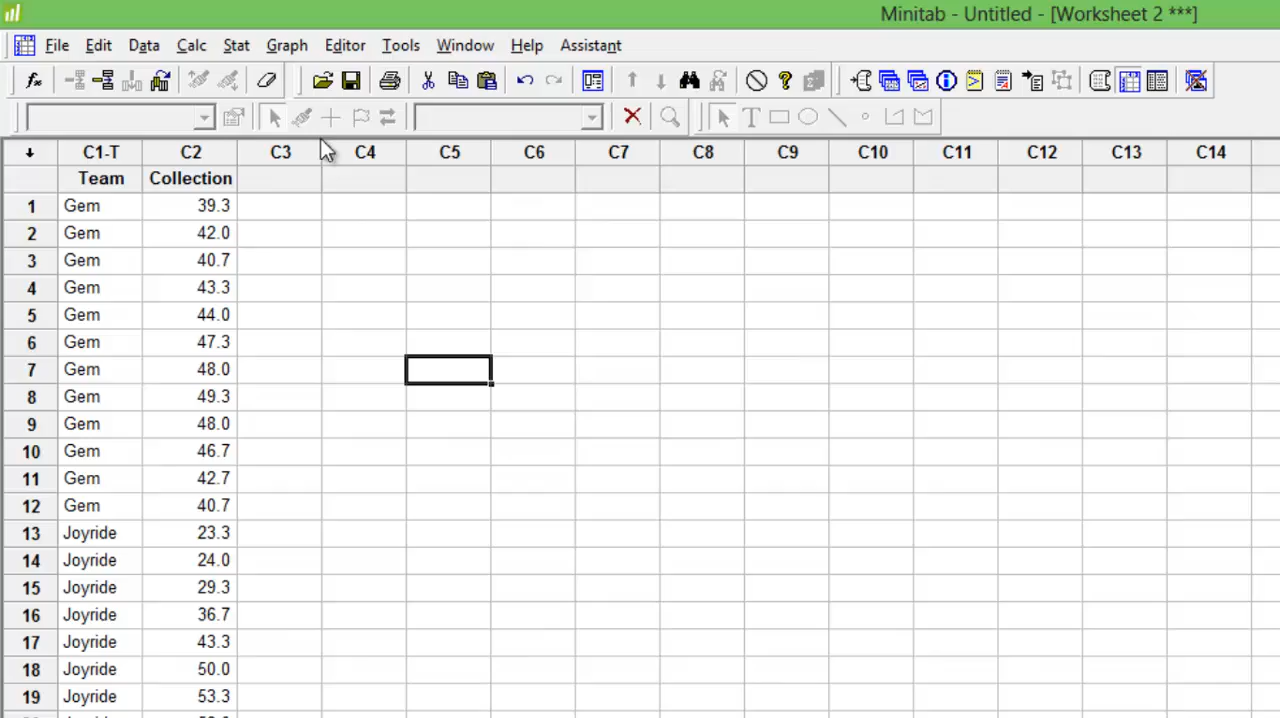 Minitab - Untitled - [Worksheet 2 ***]
File Edit Data Calc Stat Graph Editor Tools Window Help Assistant
C1-T C2 C3 C4 C5 C6 C7 C8 C9 C10 C11 C12 C13 C14
Team Collection
1 Gem 39.3
2 Gem 42.0
3 Gem 40.7
4 Gem 43.3
5 Gem 44.0
6 Gem 47.3
7 Gem 48.0
8 Gem 49.3
9 Gem 48.0
10 Gem 46.7
11 Gem 42.7
12 Gem 40.7
13 Joyride 23.3
14 Joyride 24.0
15 Joyride 29.3
16 Joyride 36.7
17 Joyride 43.3
18 Joyride 50.0
19 Joyride 53.3